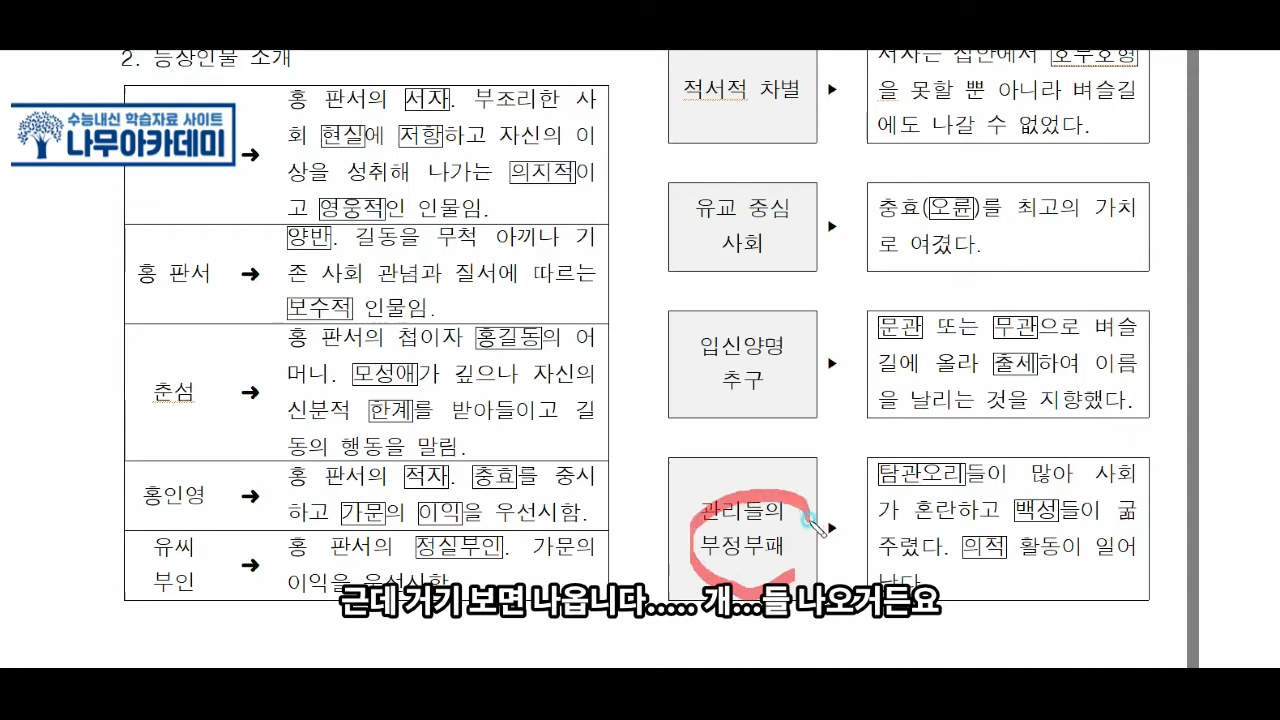 2. 등장인물 소개
수능내신 학습자료 사이트
나무아카데미
➜
홍 판서의 서자. 부조리한 사
회 현실에 저항하고 자신의 이
상을 성취해 나가는 의지적이
고 영웅적인 인물임.
홍 판서 ➜
양반. 길동을 무척 아끼나 기
존 사회 관념과 질서에 따르는
보수적 인물임.
춘섬 ➜
홍 판서의 첩이자 홍길동의 어
머니. 모성애가 깊으나 자신의
신분적 한계를 받아들이고 길
동의 행동을 말림.
홍인영 ➜
홍 판서의 적자. 충효를 중시
하고 가문의 이익을 우선시함.
유씨
부인 ➜
홍 판서의 정실부인. 가문의
이익을 우선시함.
적서적 차별 ▶
서자는 집안에서 호부호형
을 못할 뿐 아니라 벼슬길
에도 나갈 수 없었다.
유교 중심
사회 ▶
충효(오륜)를 최고의 가치
로 여겼다.
입신양명
추구 ▶
문관 또는 무관으로 벼슬
길에 올라 출세하여 이름
을 날리는 것을 지향했다.
관리들의
부정부패 ▶
탐관오리들이 많아 사회
가 혼란하고 백성들이 굶
주렸다. 의적 활동이 일어
났다.
근데 거기 보면 나옵니다..... 개...들 나오거든요